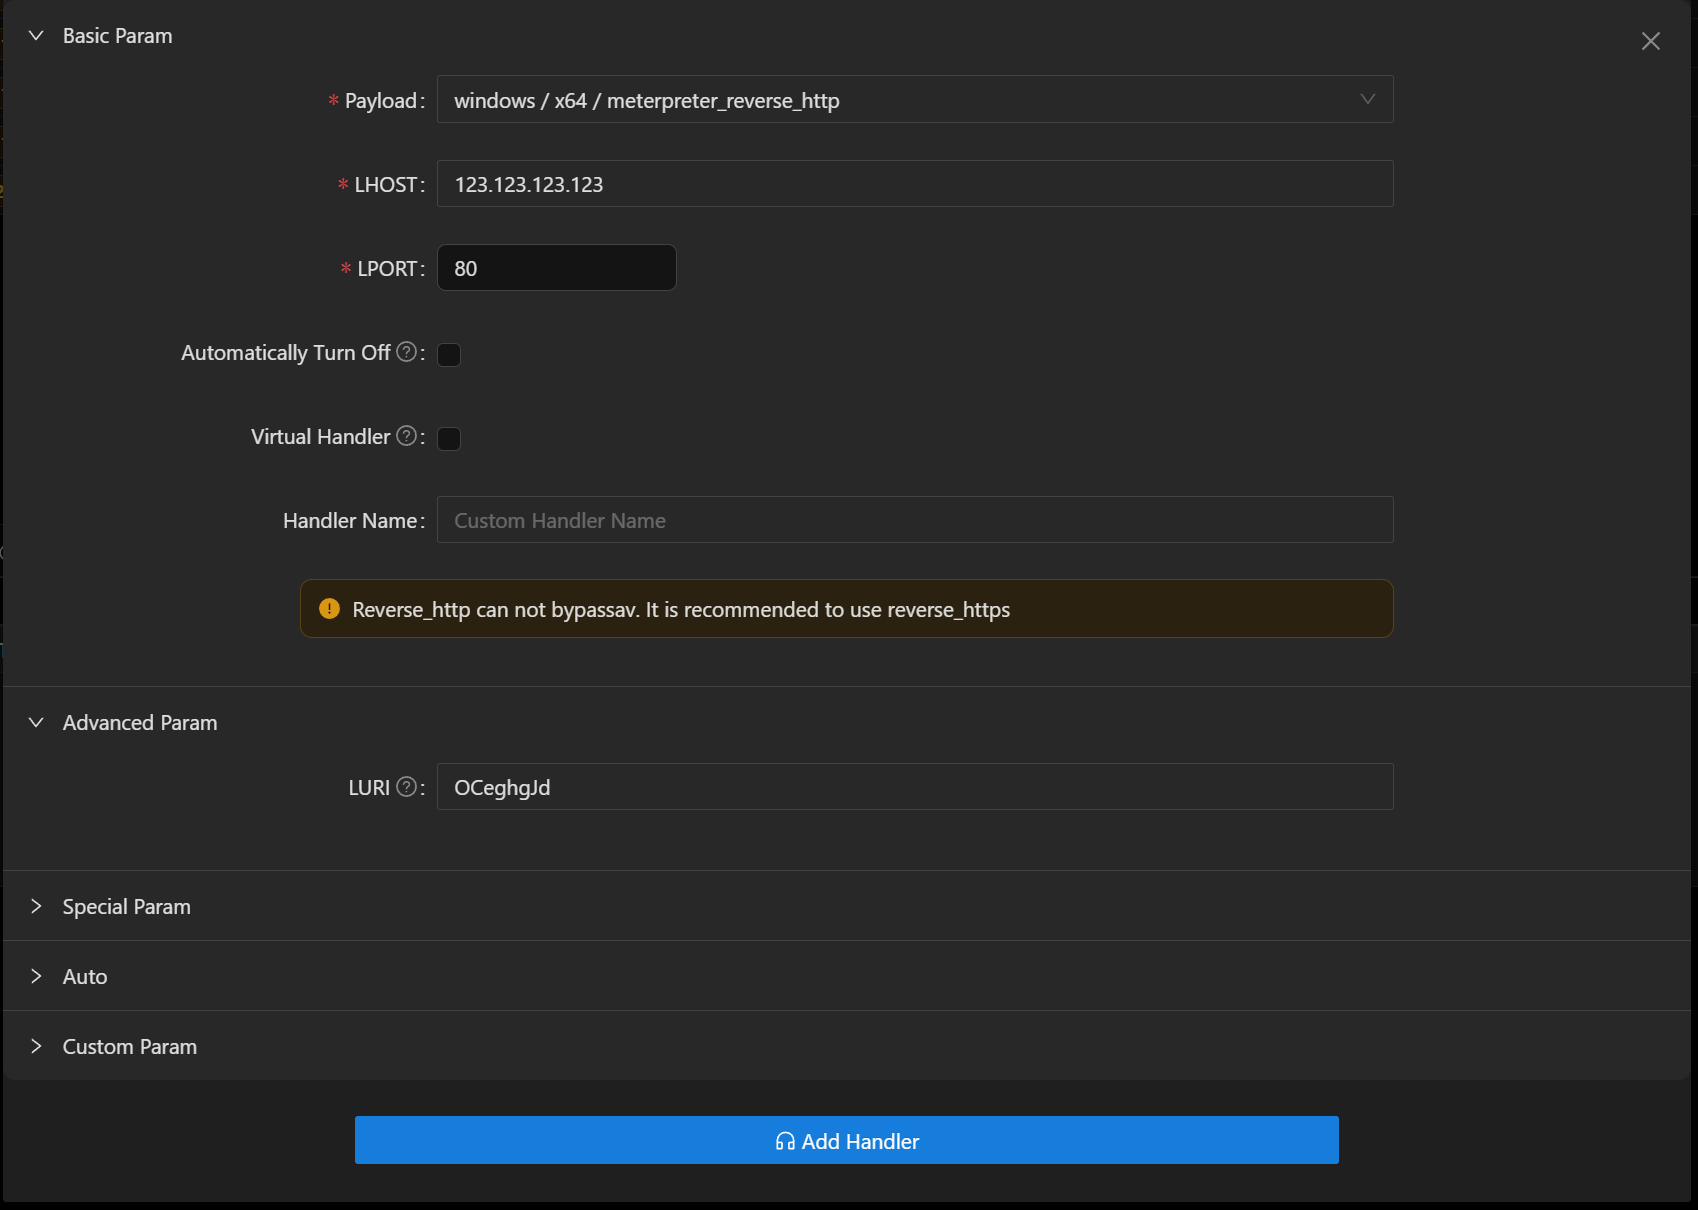 Basic Param
* Payload: windows / x64 / meterpreter_reverse_http
* LHOST: 123.123.123.123
* LPORT: 80
Automatically Turn Off ? :
Virtual Handler ? :
Handler Name: Custom Handler Name
Reverse_http can not bypassav. It is recommended to use reverse_https
Advanced Param
LURI ? : OCeghgJd
Special Param
Auto
Custom Param
Add Handler